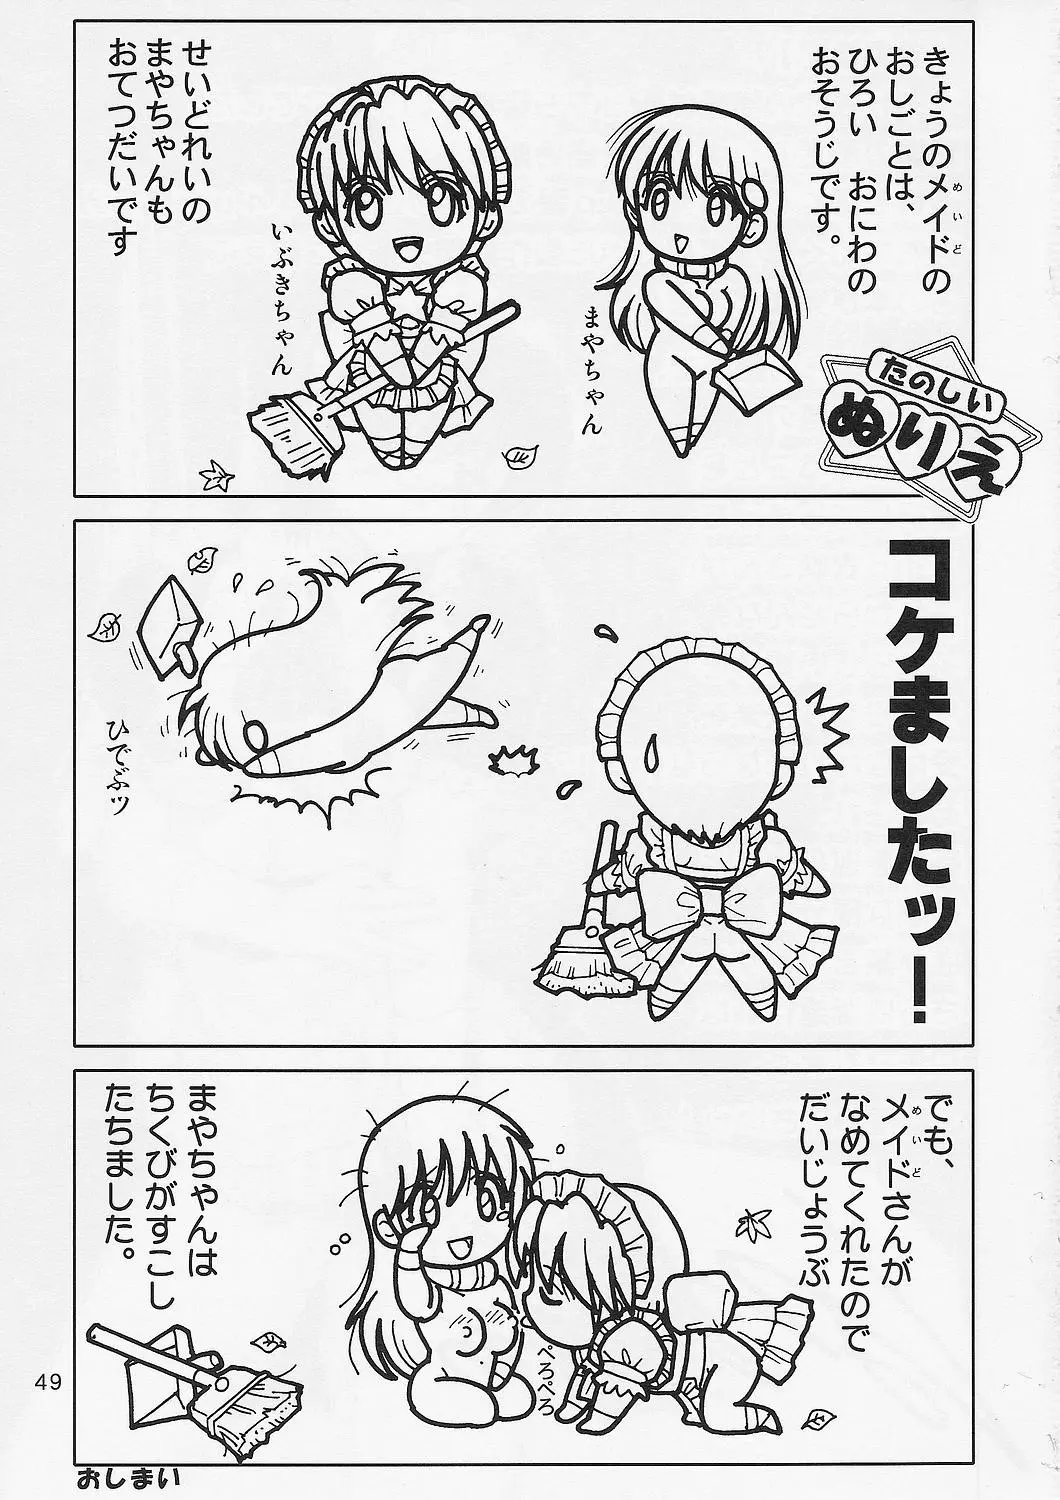 きょうのメイドの
めいど
おしごとは、
ひろい　おにわの
おそうじです。
まやちゃん
いぶきちゃん
せいどれいの
まやちゃんも
おてつだいです
たのしい
ぬりえ
コケましたッ！
ひでぶッ
でも、
メイドさんが
めいど
なめてくれたので
だいじょうぶ
ぺろぺろ
まやちゃんは
ちくびがすこし
たちました。
49
おしまい